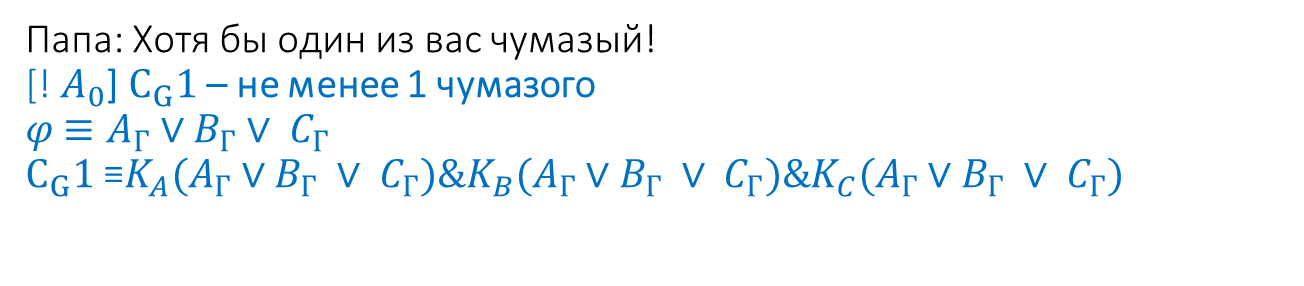 Папа: Хотя бы один из вас чумазый!
[! 𝐴₀] C_G1 – не менее 1 чумазого
𝜑 ≡ 𝐴_Г ∨ 𝐵_Г ∨ 𝐶_Г
C_G1 ≡𝐾_𝐴(𝐴_Г ∨ 𝐵_Г ∨ 𝐶_Г)&𝐾_𝐵(𝐴_Г ∨ 𝐵_Г ∨ 𝐶_Г)&𝐾_𝐶(𝐴_Г ∨ 𝐵_Г ∨ 𝐶_Г)